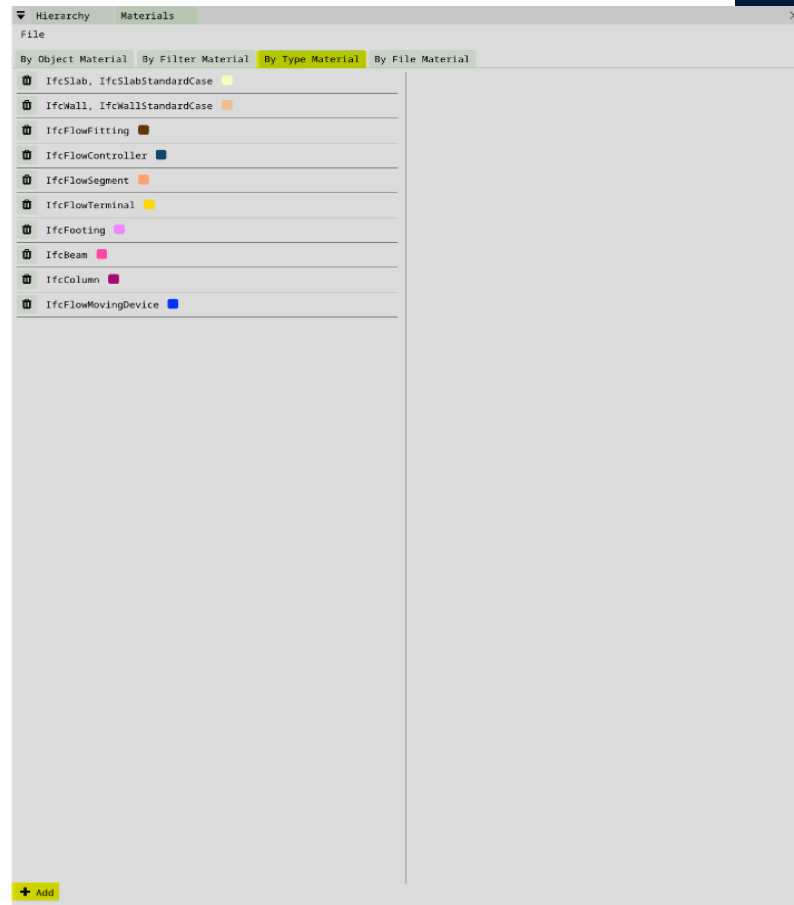 Hierarchy Materials
File
By Object Material By Filter Material By Type Material By File Material
IfcSlab, IfcSlabStandardCase
IfcWall, IfcWallStandardCase
IfcFlowFitting
IfcFlowController
IfcFlowSegment
IfcFlowTerminal
IfcFooting
IfcBeam
IfcColumn
IfcFlowMovingDevice
+ Add